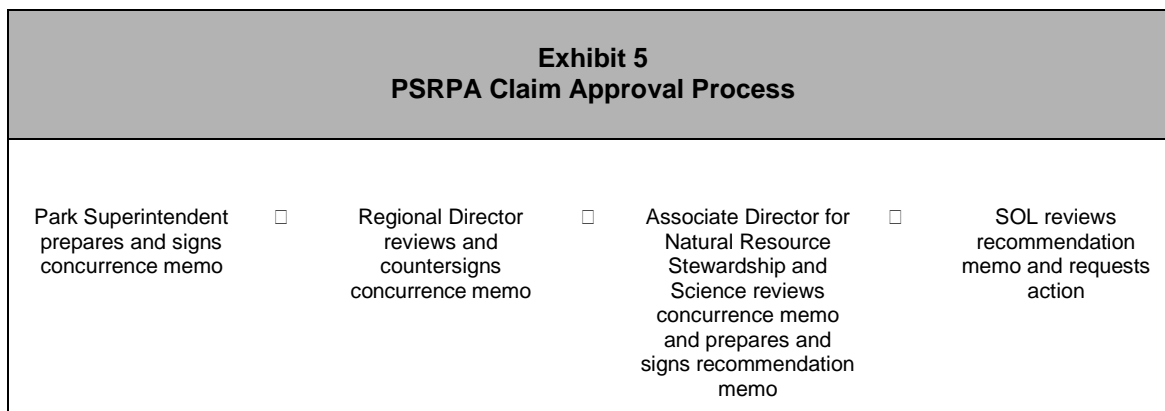 Exhibit 5
PSRPA Claim Approval Process
Park Superintendent
prepares and signs
concurrence memo
Regional Director
reviews and
countersigns
concurrence memo
Associate Director for
Natural Resource
Stewardship and
Science reviews
concurrence memo
and prepares and
signs recommendation
memo
SOL reviews
recommendation
memo and requests
action